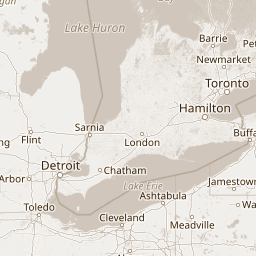 Lake Huron
Barrie
Newmarket
Toronto
Hamilton
Sarnia
Flint
London
Detroit
Chatham
Lake Erie
Arbor
Ashtabula
Jamestown
Toledo
Cleveland
Meadville